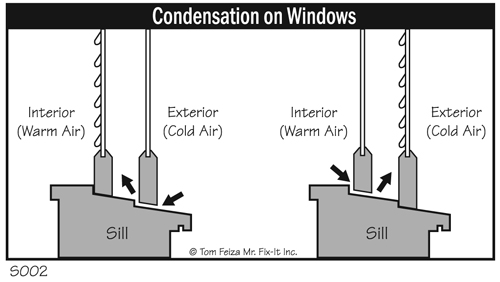 Condensation on Windows
Interior
(Warm Air)
Exterior
(Cold Air)
Sill
Interior
(Warm Air)
Exterior
(Cold Air)
Sill
© Tom Feiza Mr. Fix-It Inc.
S002